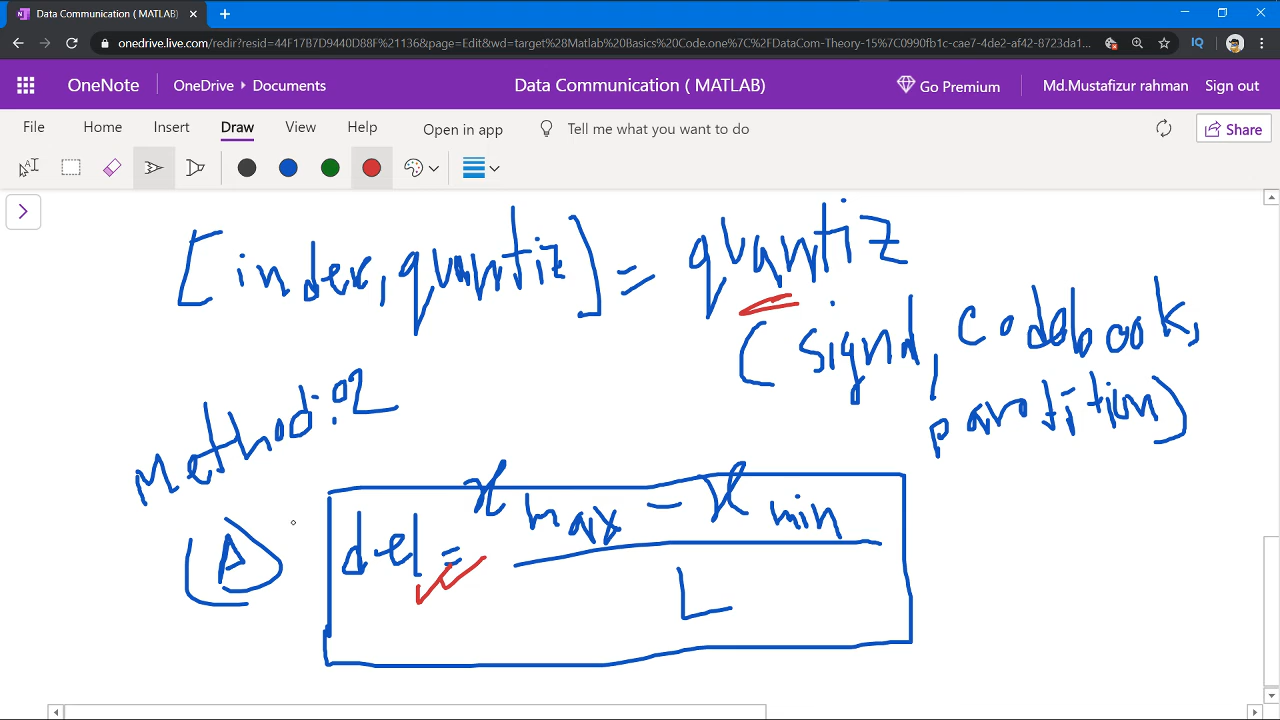 Data Communication ( MATLAB)
onedrive.live.com/redir?resid=44F17B7D9440D88F%21136&page=Edit&wd=target%28Matlab%20Basics%20Code.one%7C%2FDataCom-Theory-15%7C0990fb1c-cae7-4de2-af42-8723da1...
OneNote OneDrive Documents Data Communication ( MATLAB) Go Premium Md.Mustafizur rahman Sign out
File Home Insert Draw View Help Open in app Tell me what you want to do Share
[index, quantiz] = quantiz
(signal, codebook,
parotition)
Method:02
Δ
del = x max - x min
L